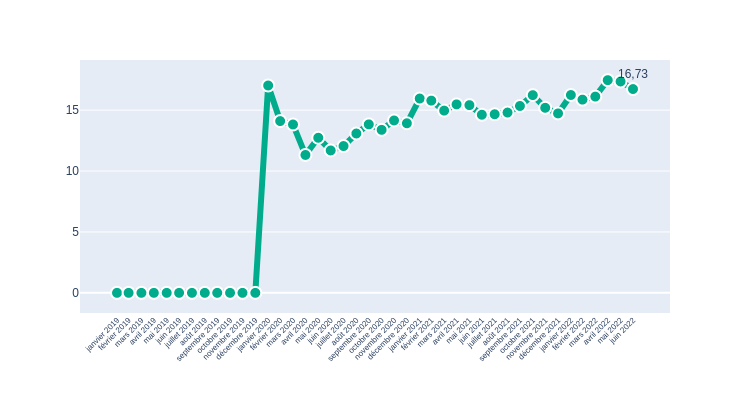 16,73
15
10
5
0
janvier 2019
février 2019
mars 2019
avril 2019
mai 2019
juin 2019
juillet 2019
août 2019
septembre 2019
octobre 2019
novembre 2019
décembre 2019
janvier 2020
février 2020
mars 2020
avril 2020
mai 2020
juin 2020
juillet 2020
août 2020
septembre 2020
octobre 2020
novembre 2020
décembre 2020
janvier 2021
février 2021
mars 2021
avril 2021
mai 2021
juin 2021
juillet 2021
août 2021
septembre 2021
octobre 2021
novembre 2021
décembre 2021
janvier 2022
février 2022
mars 2022
avril 2022
mai 2022
juin 2022